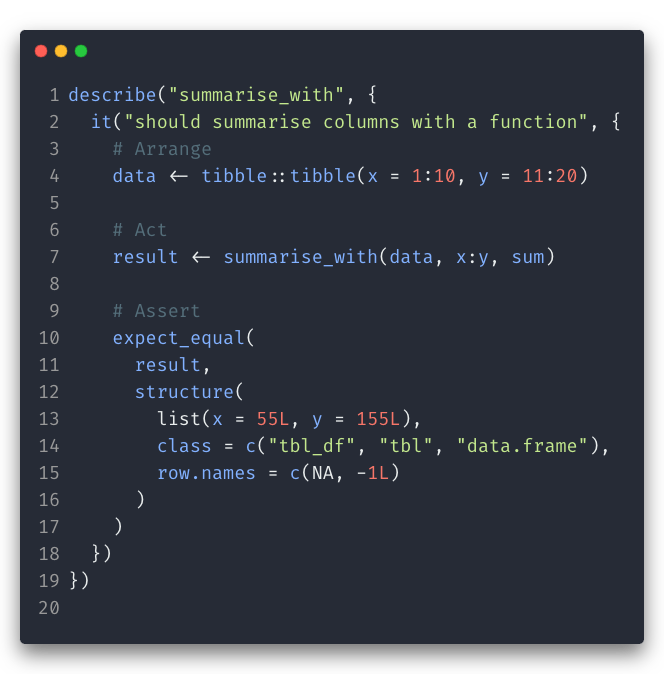 1 describe("summarise_with", {
2   it("should summarise columns with a function", {
3     # Arrange
4     data <- tibble::tibble(x = 1:10, y = 11:20)
5
6     # Act
7     result <- summarise_with(data, x:y, sum)
8
9     # Assert
10     expect_equal(
11       result,
12       structure(
13         list(x = 55L, y = 155L),
14         class = c("tbl_df", "tbl", "data.frame"),
15         row.names = c(NA, -1L)
16       )
17     )
18   })
19 })
20